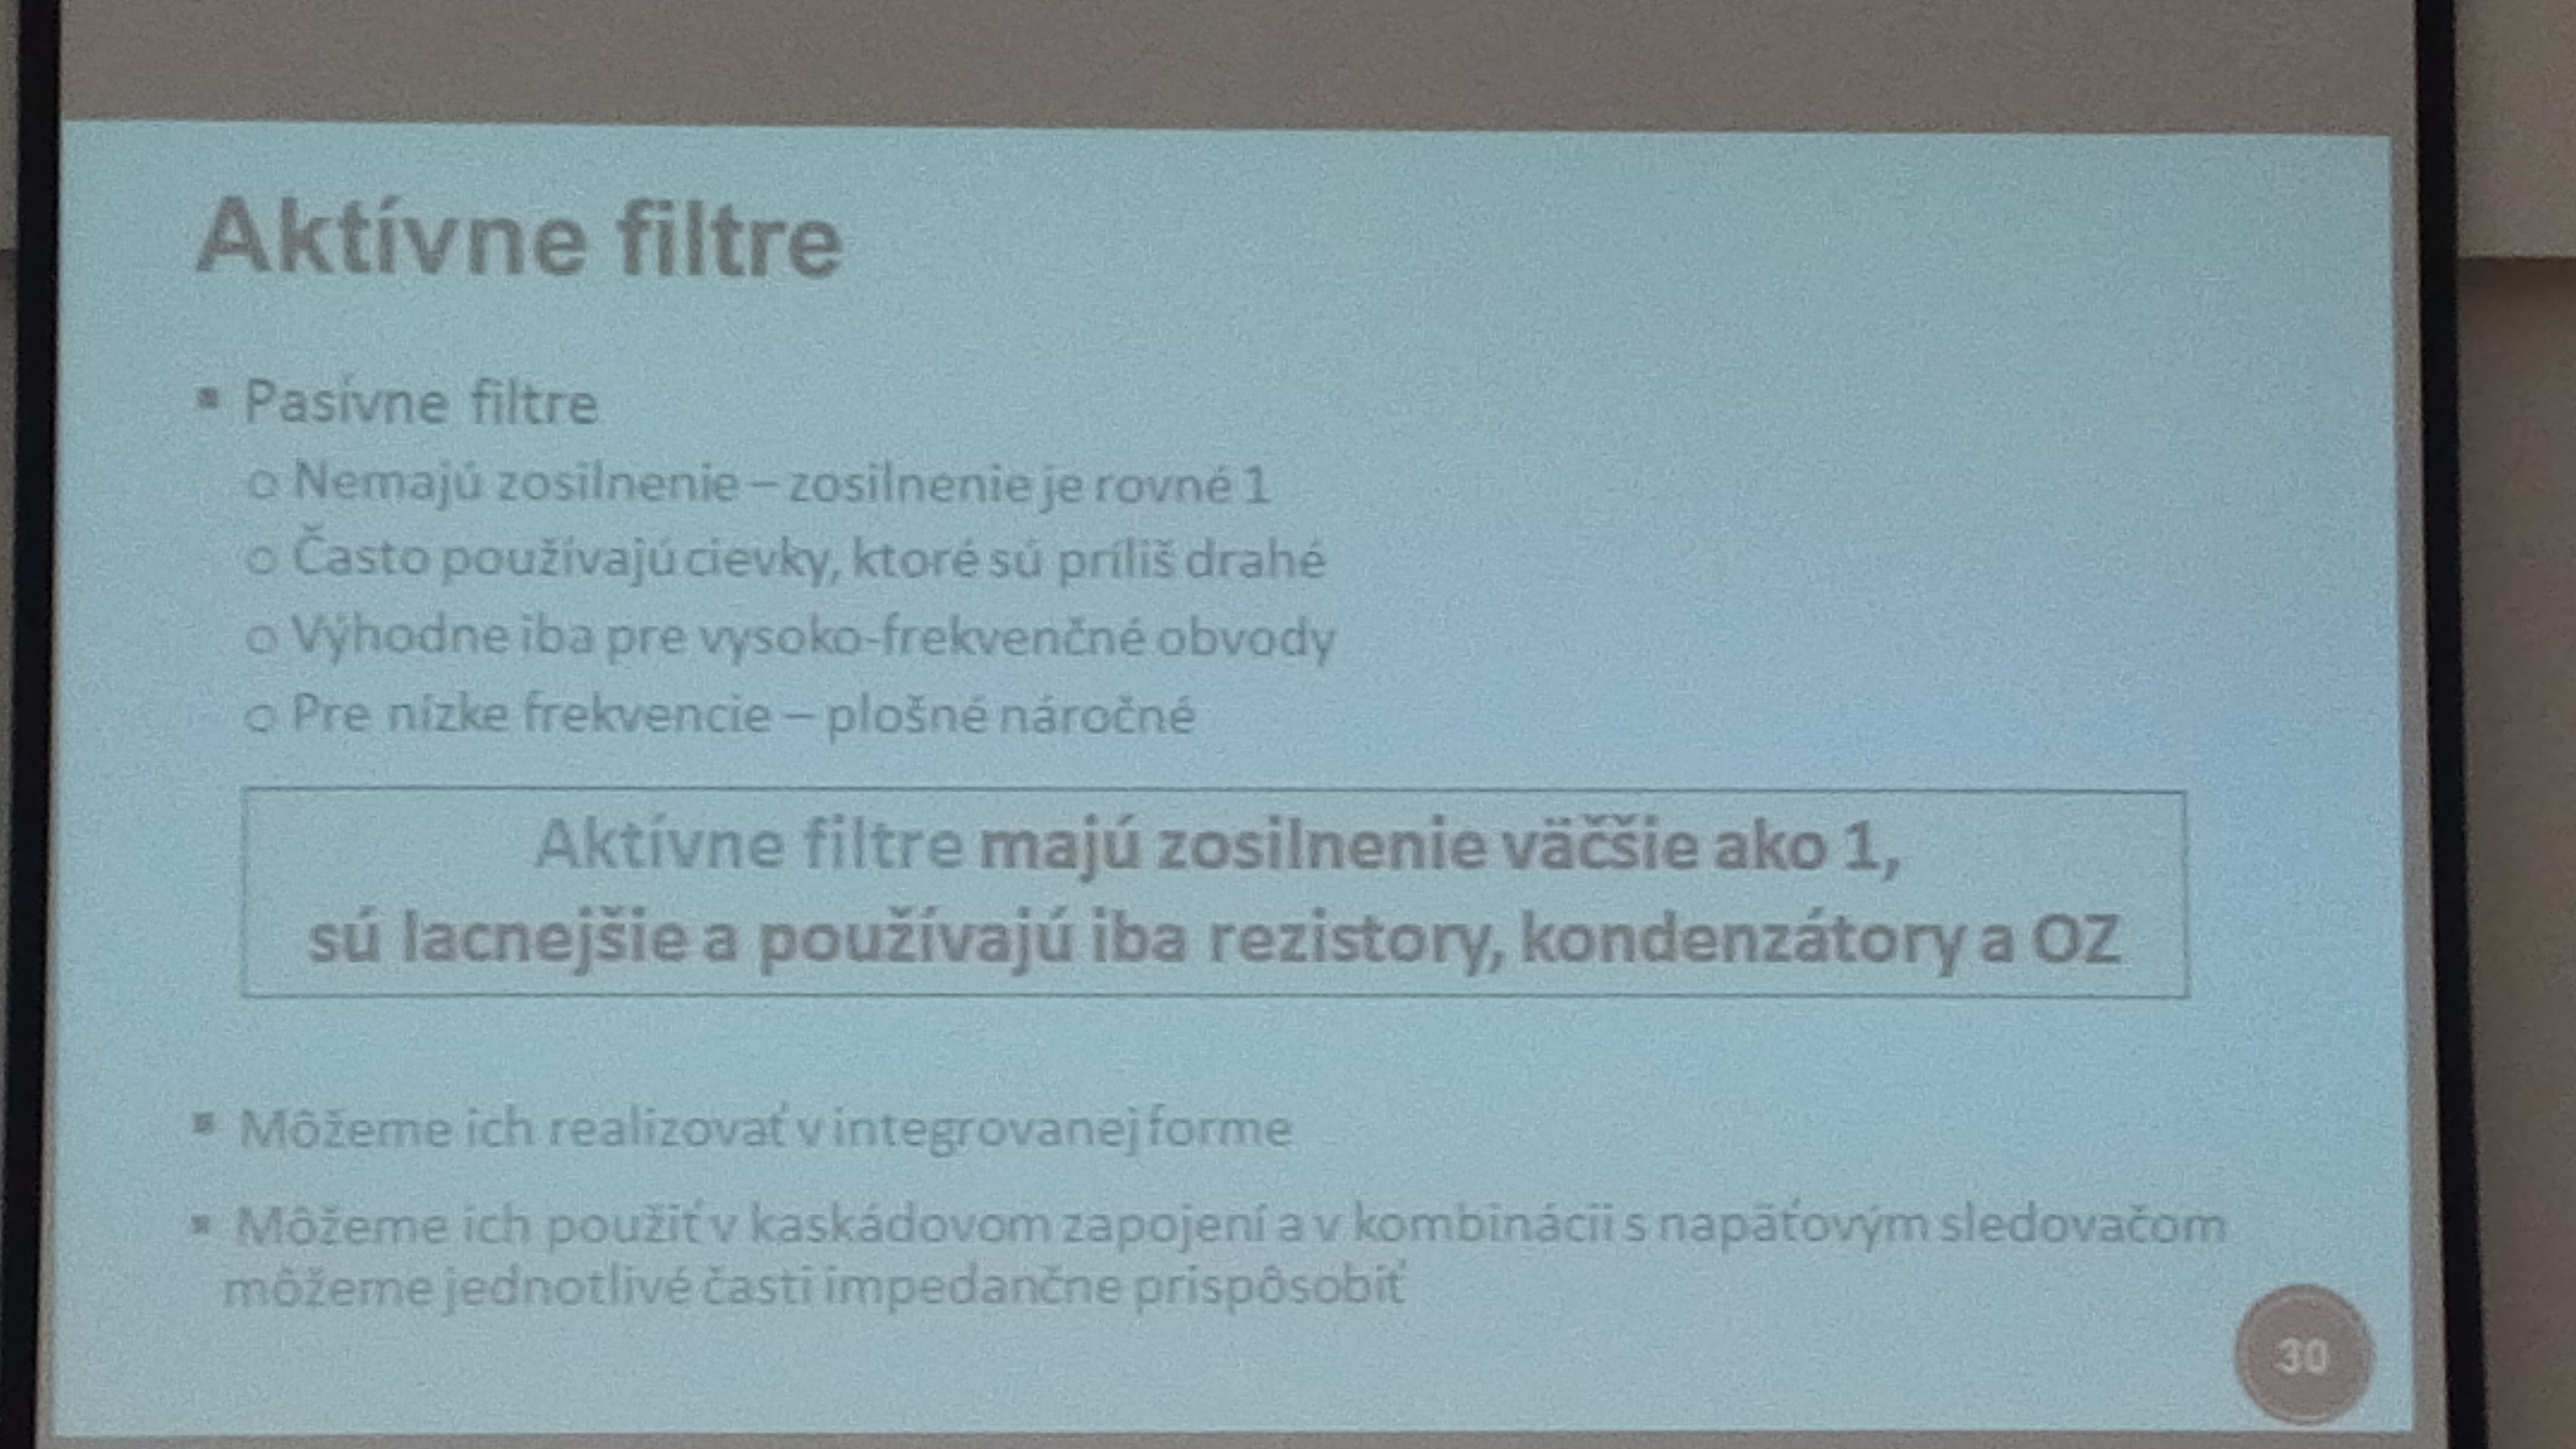 Aktívne filtre
▪ Pasívne filtre
o Nemajú zosilnenie – zosilnenie je rovné 1
o Často používajú cievky, ktoré sú príliš drahé
o Výhodne iba pre vysoko-frekvenčné obvody
o Pre nízke frekvencie – plošné náročné
Aktívne filtre majú zosilnenie väčšie ako 1,
sú lacnejšie a používajú iba rezistory, kondenzátory a OZ
▪ Môžeme ich realizovať v integrovanej forme
▪ Môžeme ich použiť v kaskádovom zapojení a v kombinácii s napäťovým sledovačom
môžeme jednotlivé časti impedančne prispôsobiť
30